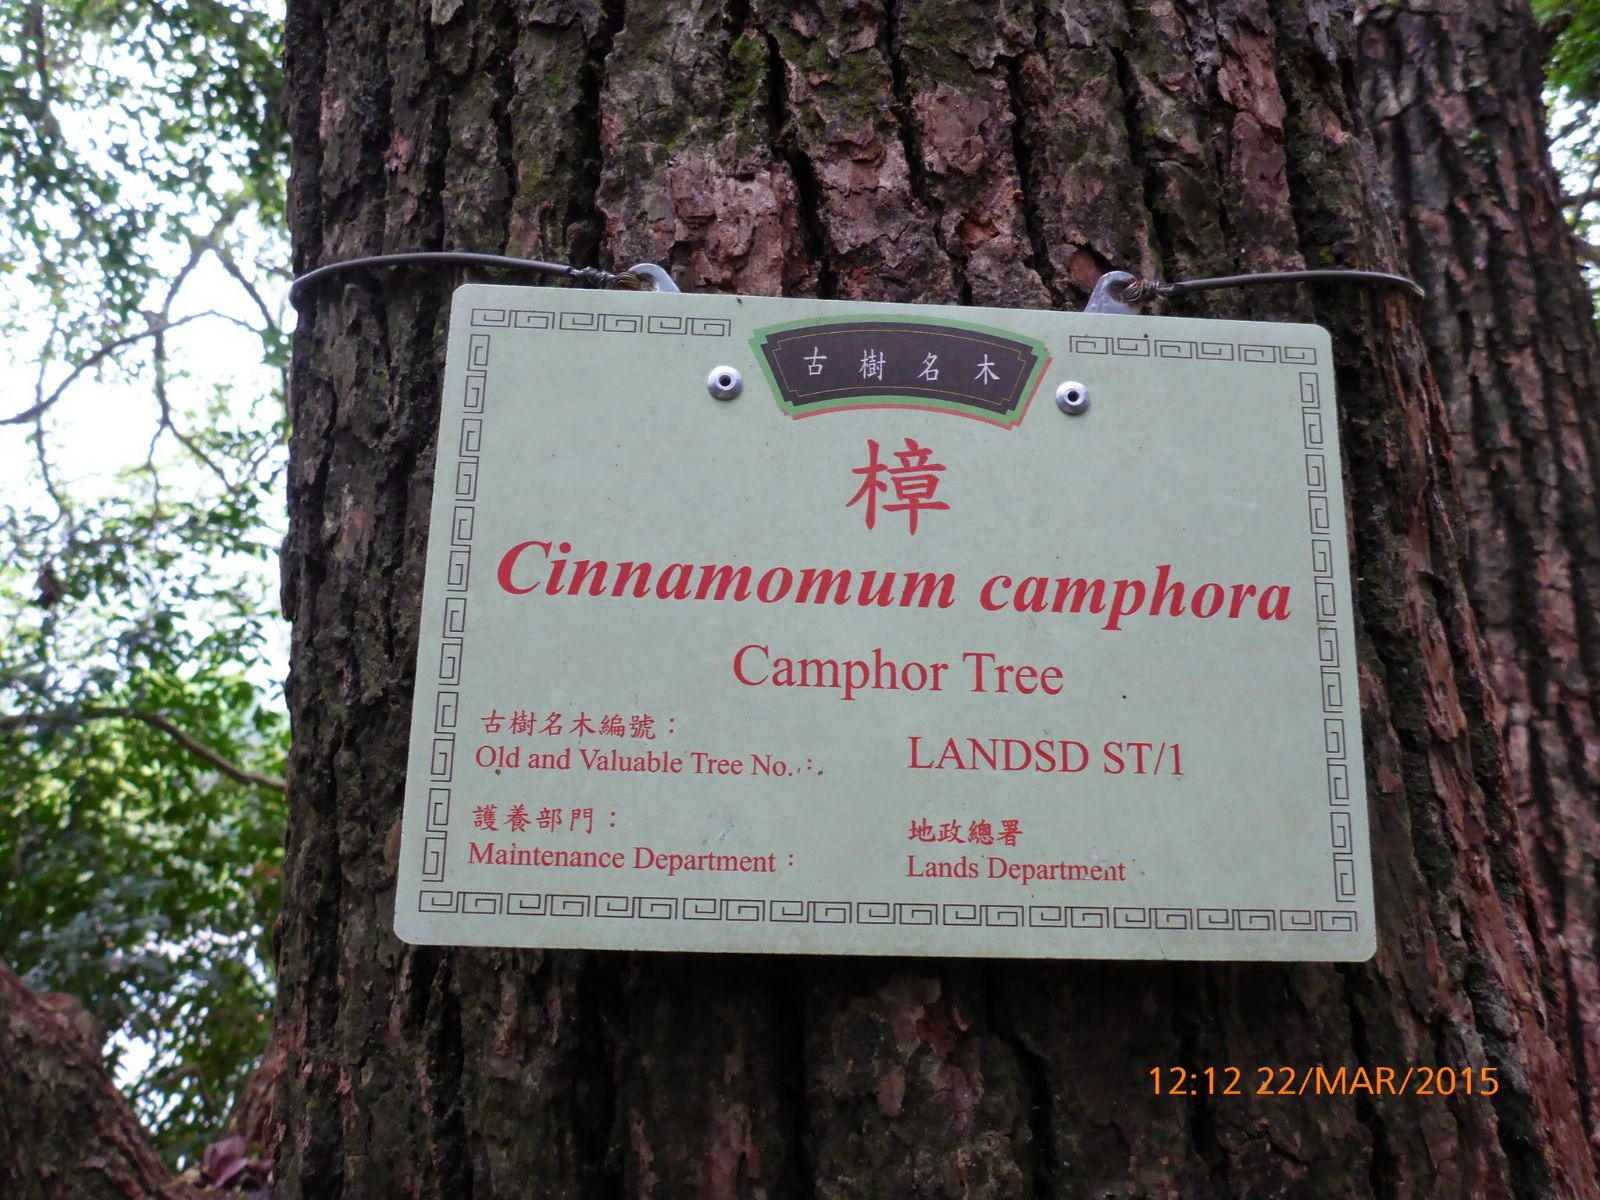 古樹名木
樟
Cinnamomum camphora
Camphor Tree
古樹名木編號：
Old and Valuable Tree No. : LANDSD ST/1
護養部門： 地政總署
Maintenance Department : Lands Department
12:12 22/MAR/2015